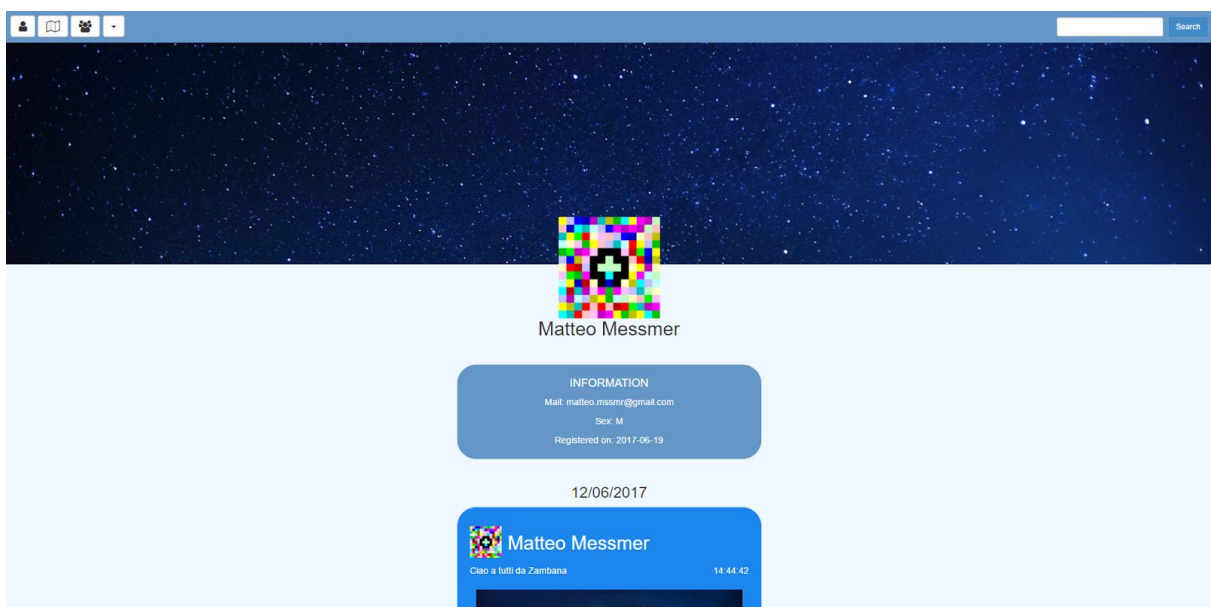 Search
Matteo Messmer
INFORMATION
Mail: matteo.mssmr@gmail.com
Sex: M
Registered on: 2017-06-19
12/06/2017
Matteo Messmer
Ciao a tutti da Zambana 14:44:42